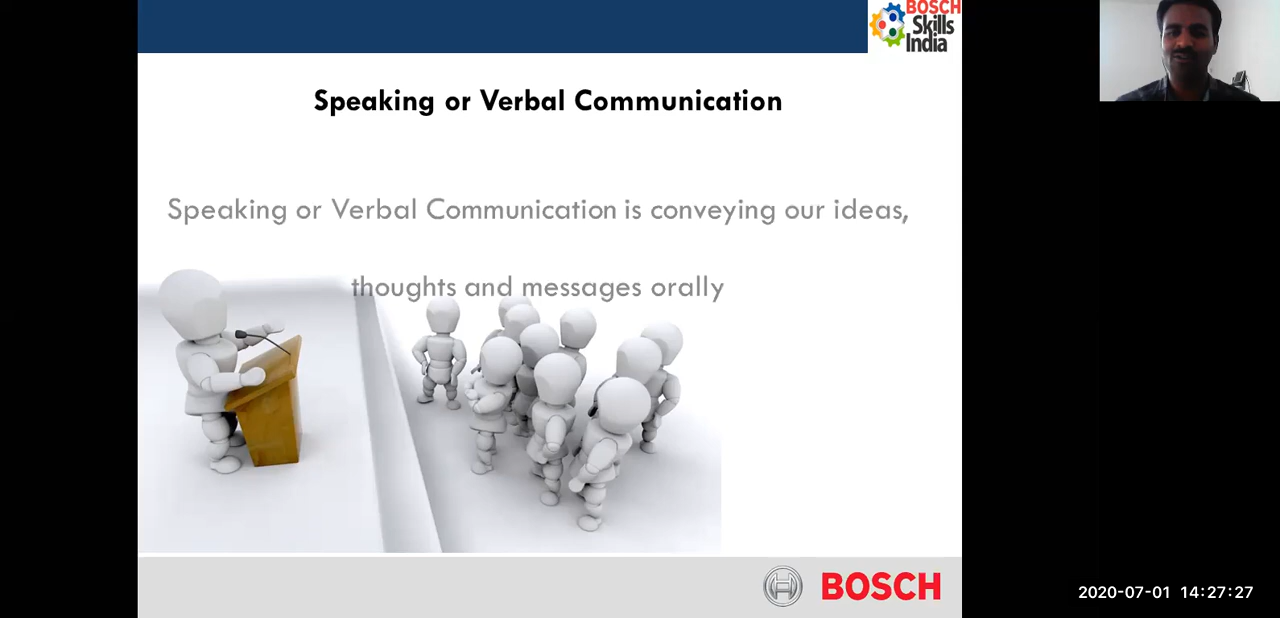 BOSCH
Skills
India
Speaking or Verbal Communication
Speaking or Verbal Communication is conveying our ideas,
thoughts and messages orally
BOSCH
2020-07-01 14:27:27